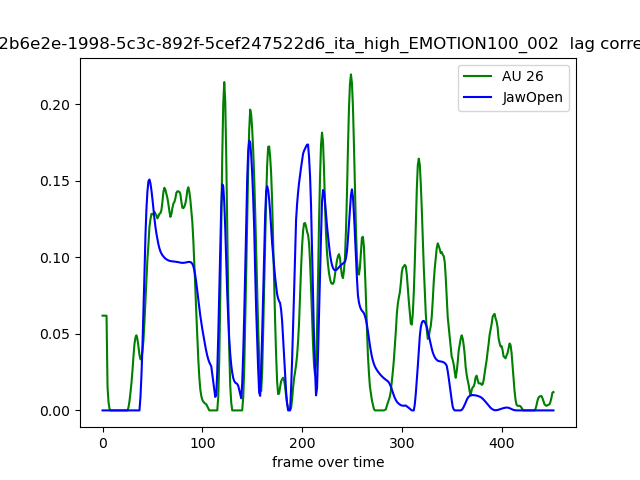 2b6e2e-1998-5c3c-892f-5cef247522d6_ita_high_EMOTION100_002 lag corre
AU 26
JawOpen
0.20
0.15
0.10
0.05
0.00
0 100 200 300 400
frame over time